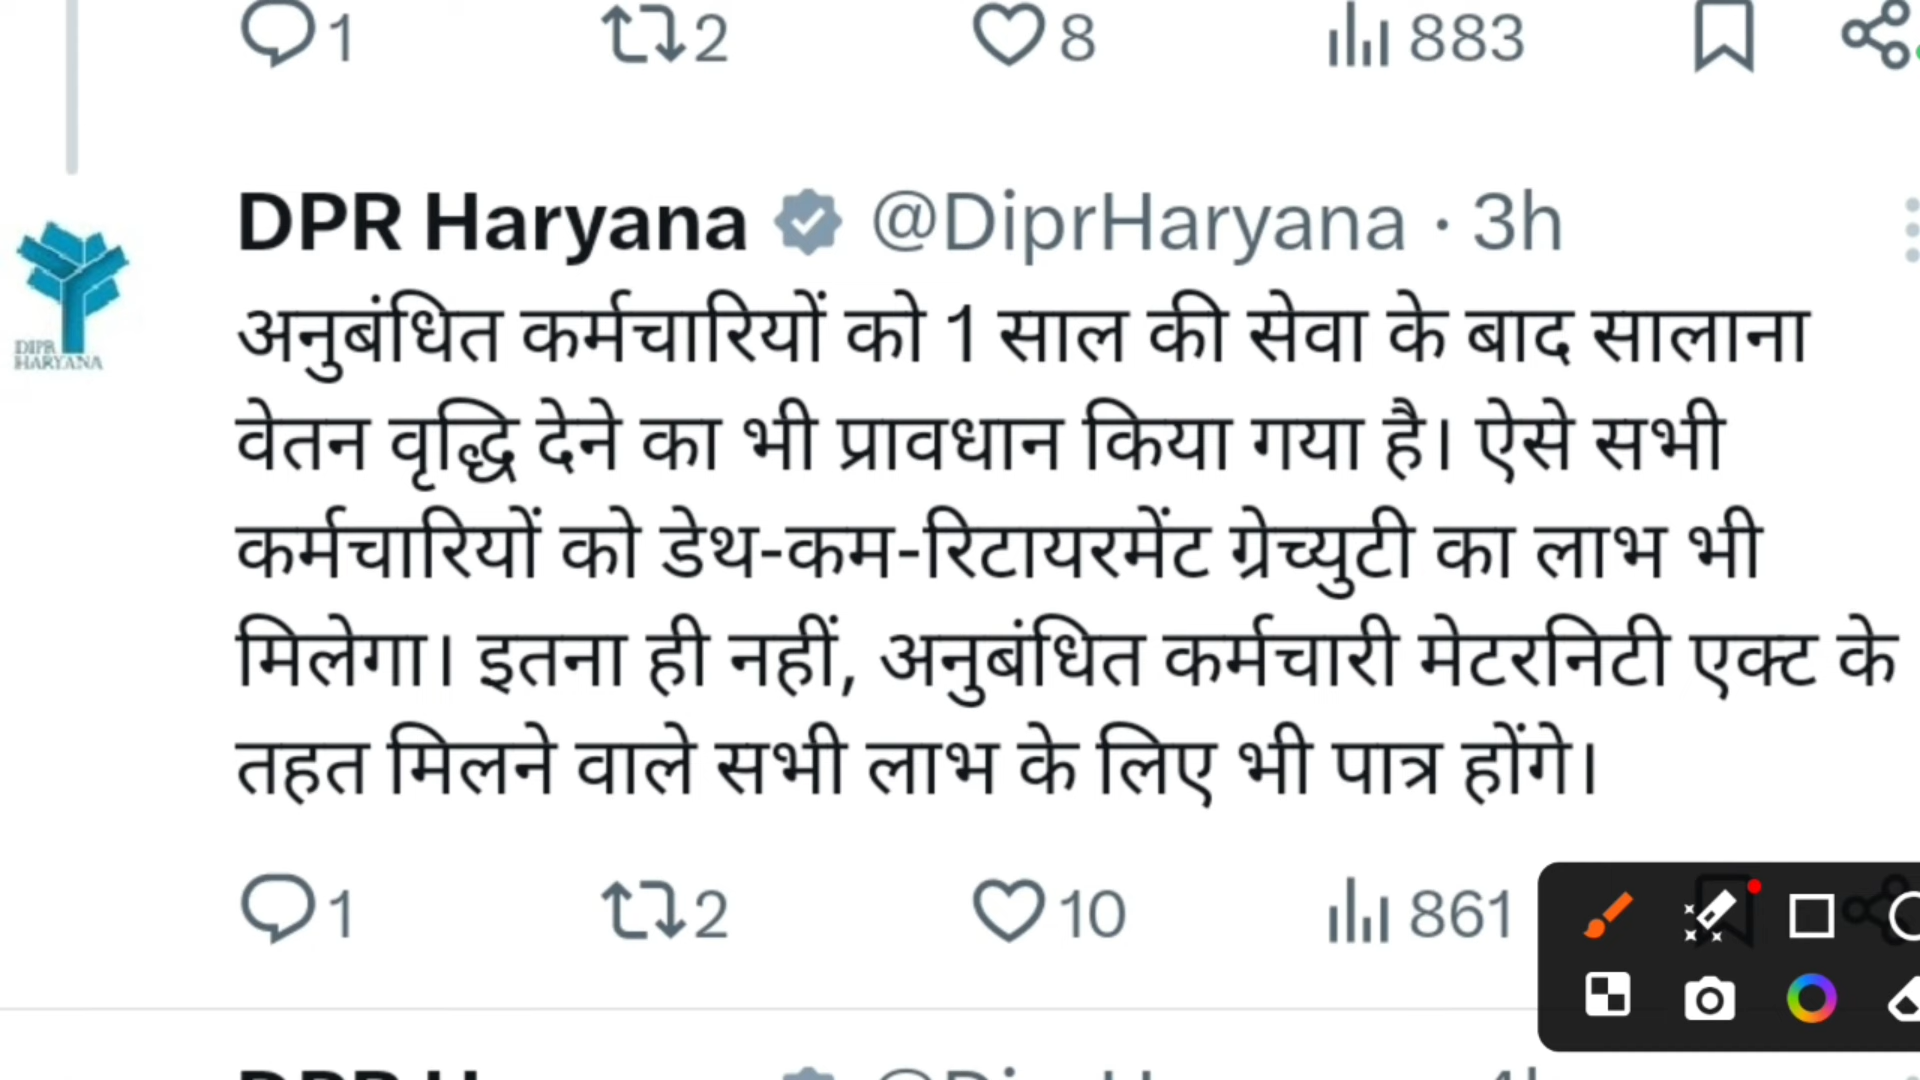 1 2 8 883
DPR Haryana @DiprHaryana · 3h
DIPR
HARYANA
अनुबंधित कर्मचारियों को 1 साल की सेवा के बाद सालाना
वेतन वृद्धि देने का भी प्रावधान किया गया है। ऐसे सभी
कर्मचारियों को डेथ-कम-रिटायरमेंट ग्रेच्युटी का लाभ भी
मिलेगा। इतना ही नहीं, अनुबंधित कर्मचारी मेटरनिटी एक्ट के
तहत मिलने वाले सभी लाभ के लिए भी पात्र होंगे।
1 2 10 861